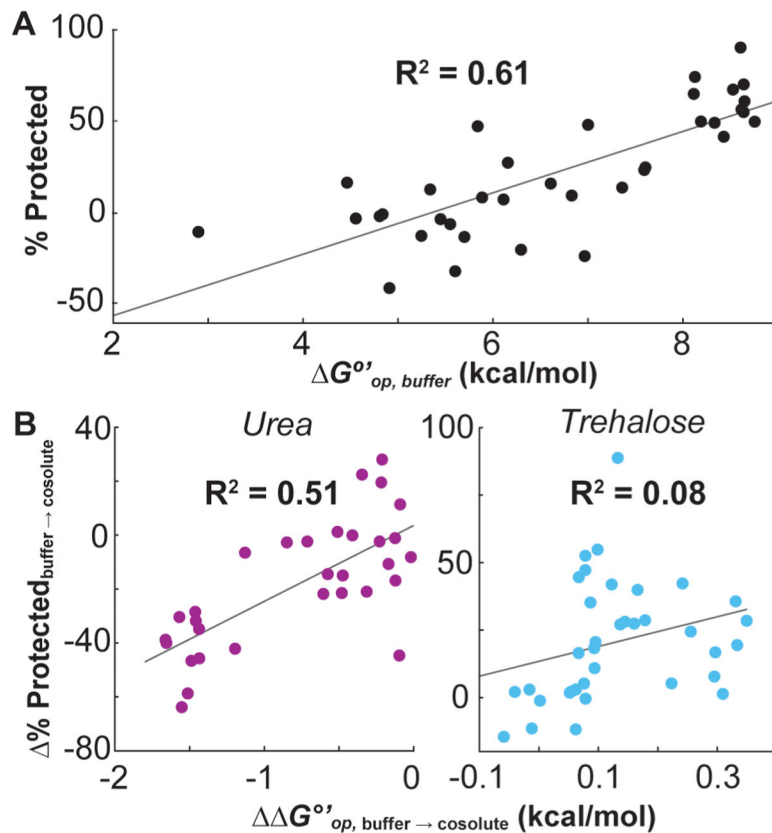 A
R² = 0.61
% Protected
100
50
0
-50
2
4
6
8
ΔG°’op, buffer (kcal/mol)
B
Urea
R² = 0.51
Δ% Protectedbuffer → cosolute
40
0
-40
-80
-2
-1
0
Trehalose
R² = 0.08
100
50
0
-0.1
0.1
0.3
ΔΔG°’op, buffer → cosolute (kcal/mol)